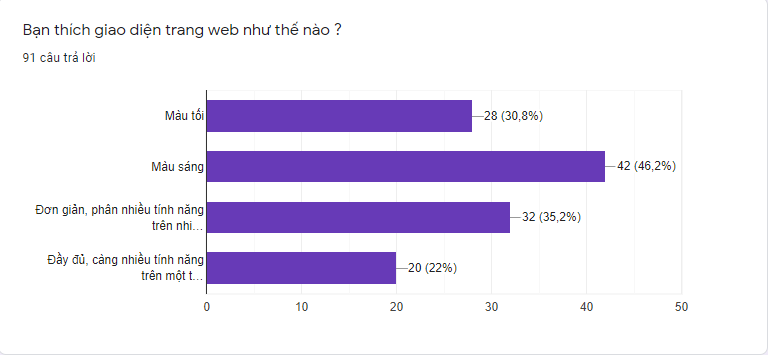 Bạn thích giao diện trang web như thế nào ?
91 câu trả lời
Màu tối
28 (30,8%)
Màu sáng
42 (46,2%)
Đơn giản, phân nhiều tính năng
trên nhi...
32 (35,2%)
Đầy đủ, càng nhiều tính năng
trên một t...
20 (22%)
0 10 20 30 40 50